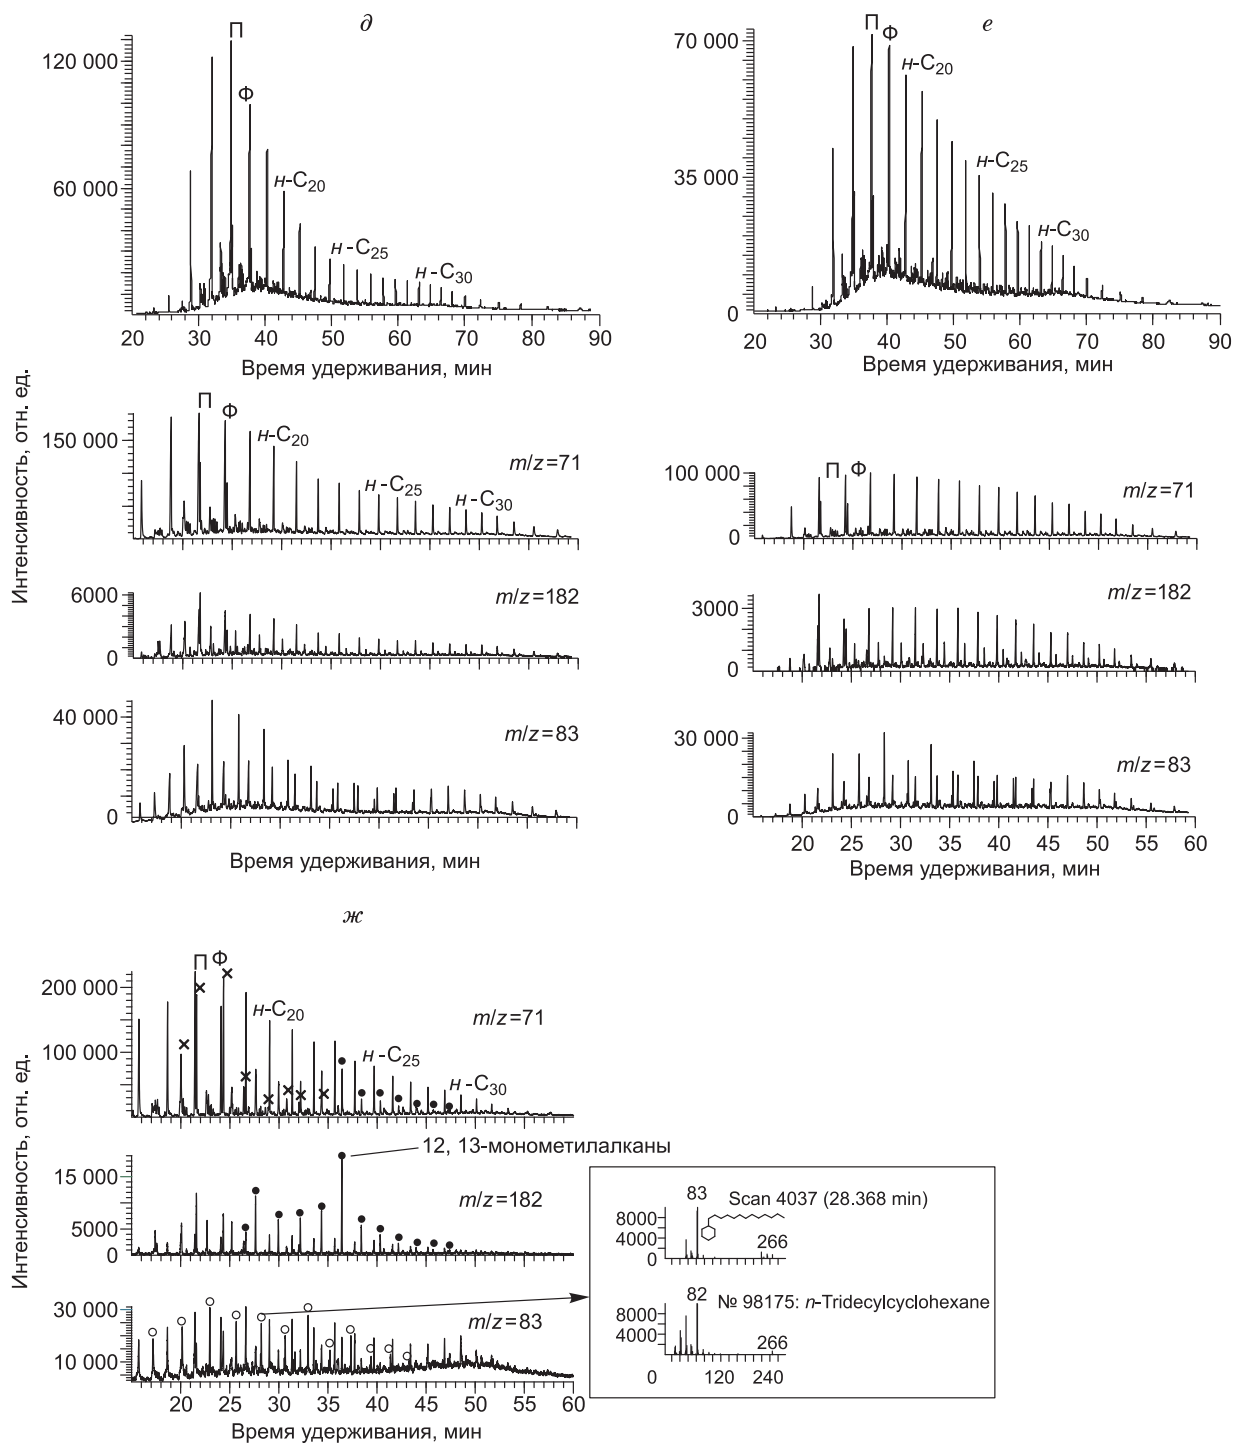 д
П
120 000
Ф
н-C20
60 000
н-C25
н-C30
0
20 30 40 50 60 70 80 90
Время удерживания, мин
е
П
70 000
Ф
н-C20
н-C25
35 000
н-C30
0
20 30 40 50 60 70 80 90
Время удерживания, мин
Интенсивность, отн. ед.
П
Ф
150 000
н-C20
m/z=71
н-C25
н-C30
6000
m/z=182
0
40 000
m/z=83
0
Время удерживания, мин
100 000
П Ф
m/z=71
0
3000
m/z=182
0
30 000
m/z=83
0
20 25 30 35 40 45 50 55 60
Время удерживания, мин
ж
Интенсивность, отн. ед.
П Ф
200 000
н-C20
m/z=71
100 000
н-C25
н-C30
0
12, 13-монометилалканы
15 000
m/z=182
5000
0
30 000
m/z=83
10 000
20 25 30 35 40 45 50 55 60
Время удерживания, мин
83
Scan 4037 (28.368 min)
8000
4000
266
0
82
№ 98175: n-Tridecylcyclohexane
8000
4000
266
0 120 240